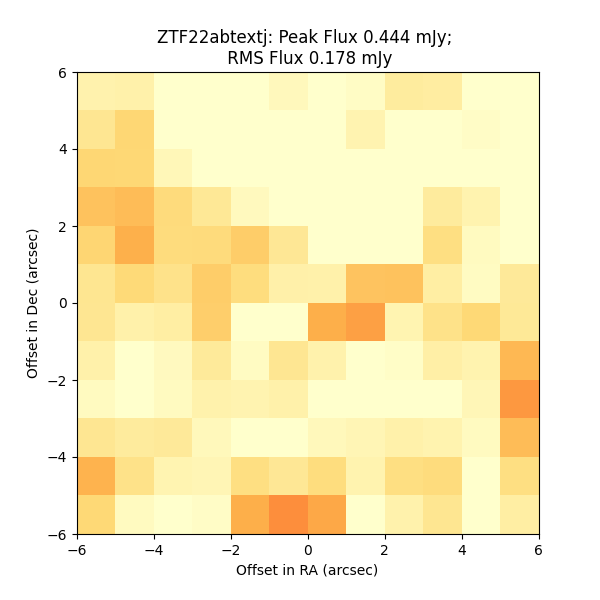 ZTF22abtextj: Peak Flux 0.444 mJy;
RMS Flux 0.178 mJy
6
4
2
0
−2
−4
−6
Offset in Dec (arcsec)
−6 −4 −2 0 2 4 6
Offset in RA (arcsec)